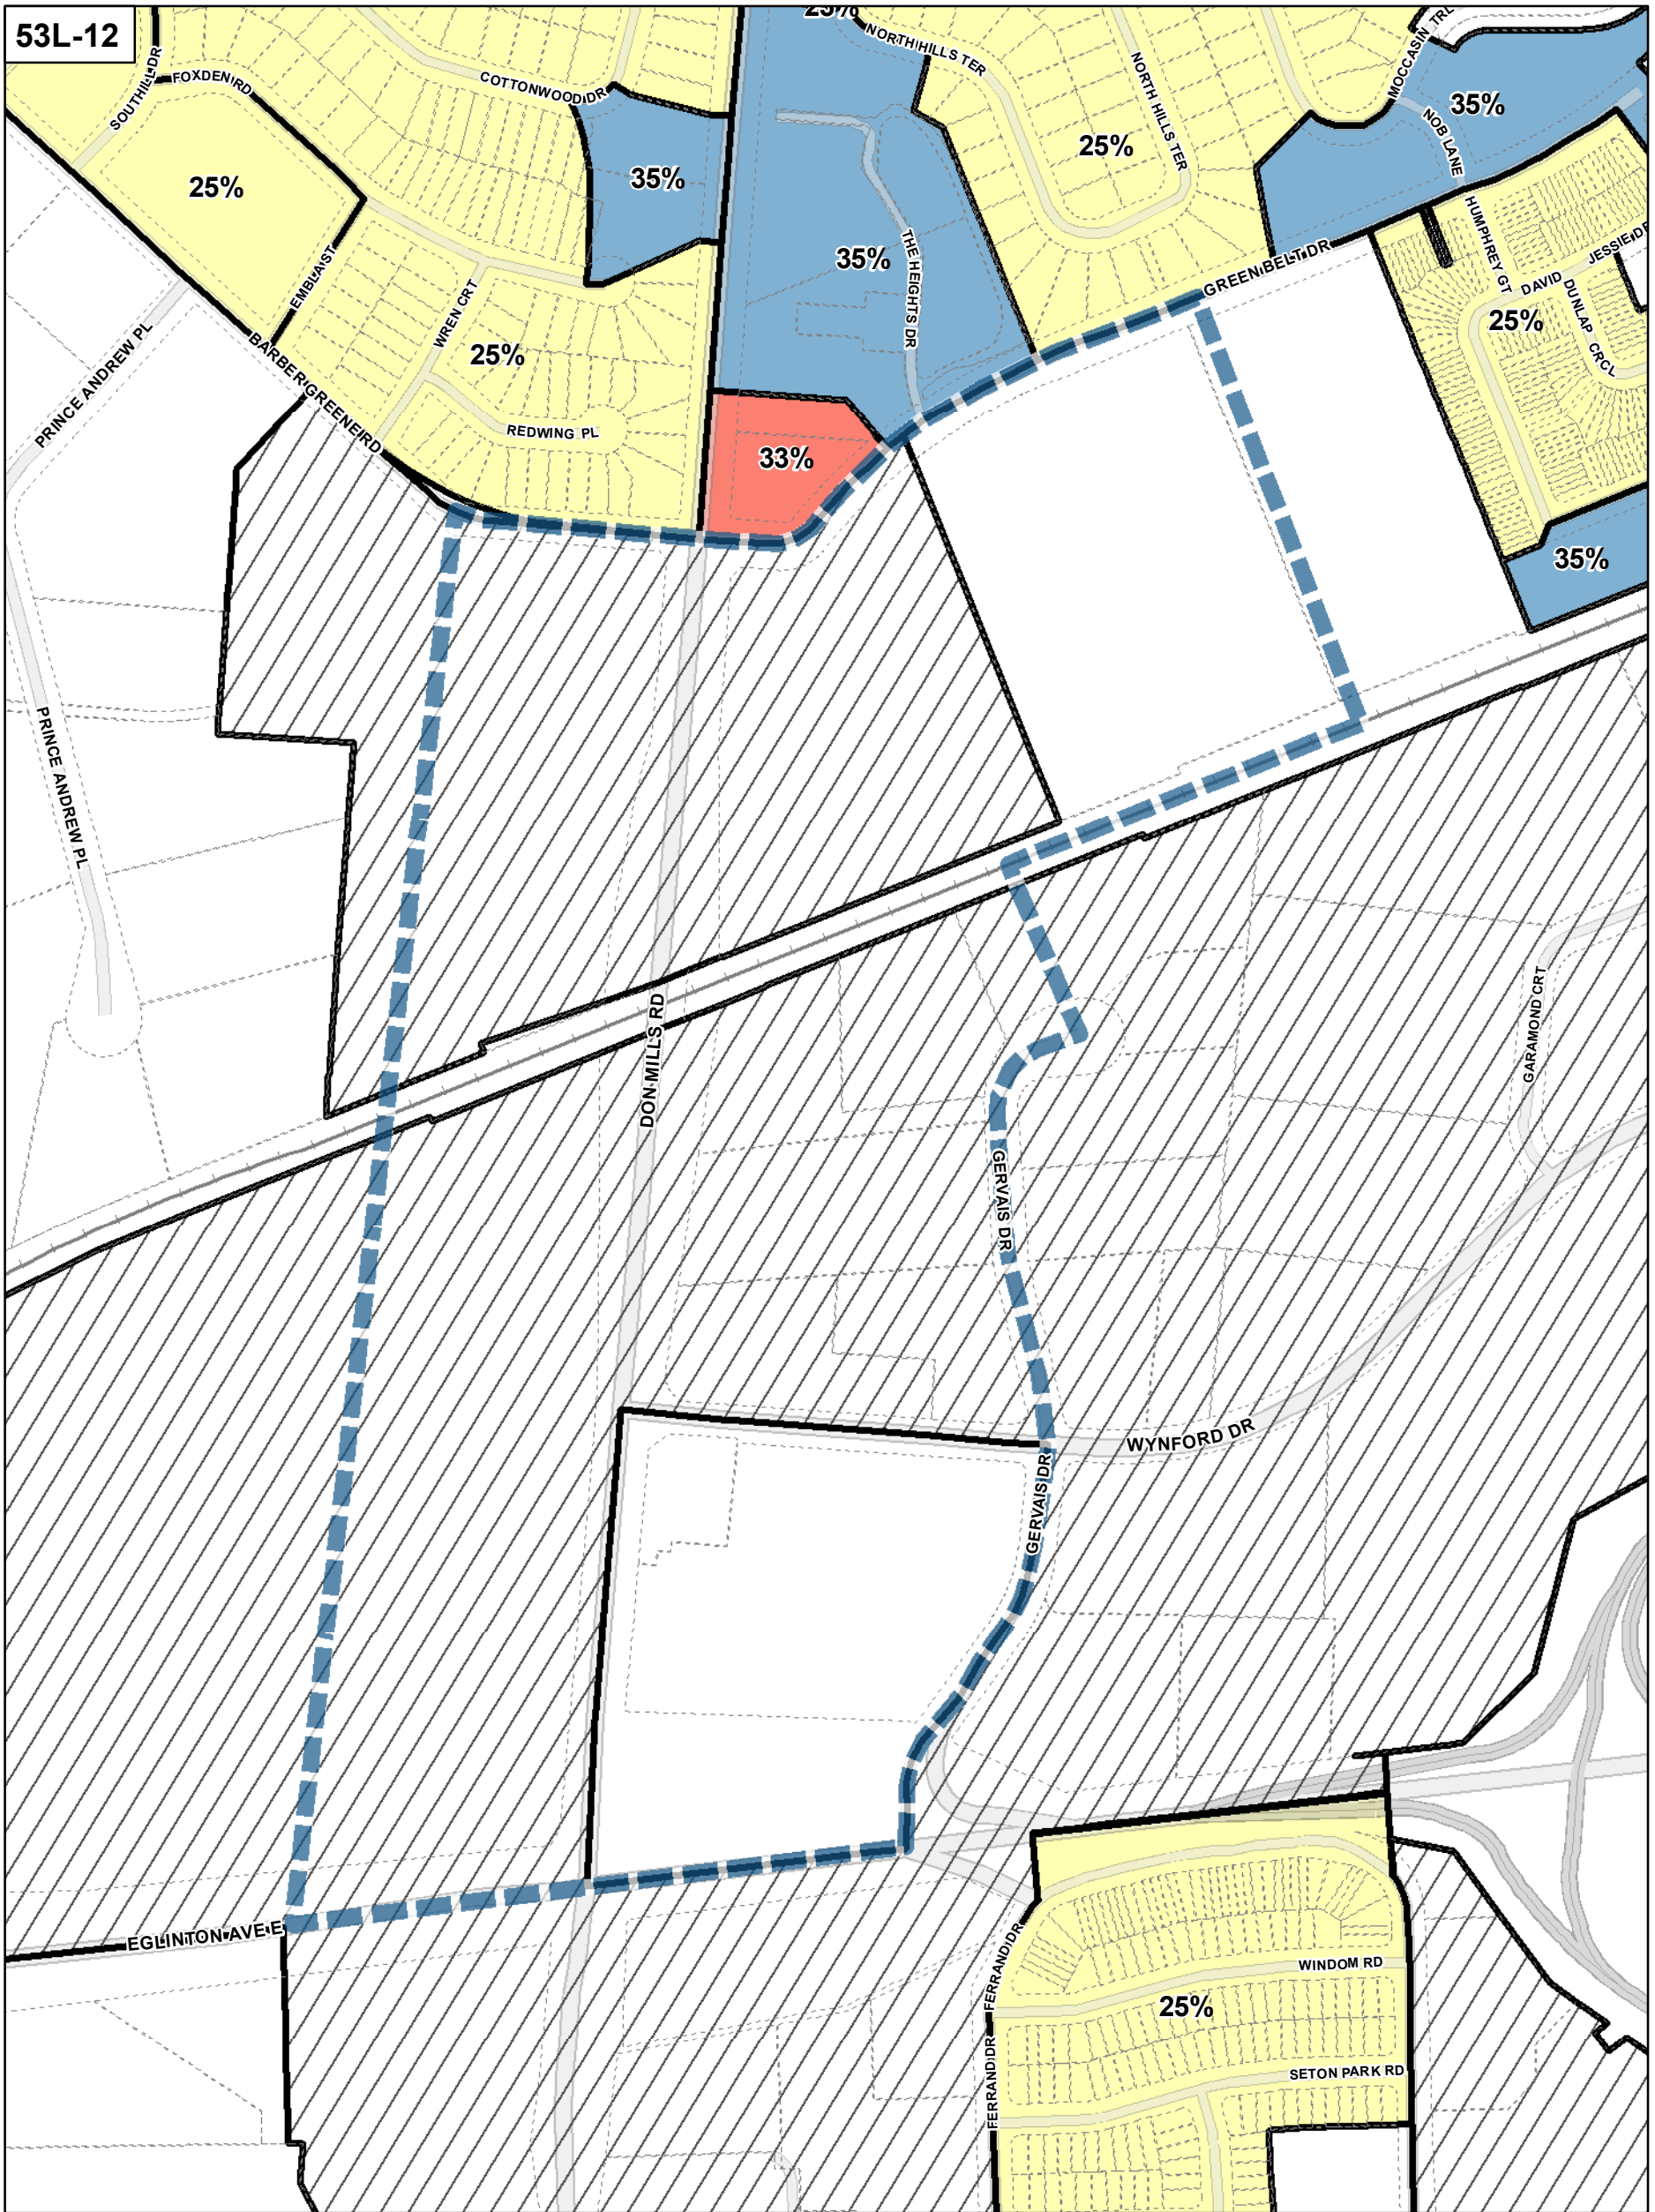 53L-12
25%
NORTH HILLS TER
MOCCASIN TRL
SOUTHILL DR
FOXDEN RD
COTTONWOOD DR
NORTH HILLS TER
35%
NOB LANE
25%
25%
35%
HUMPHREY GT
JESSIE DR
EMBLA ST
35%
THE HEIGHTS DR
GREEN BELT DR
DAVID
DUNLAP CRCL
25%
WREN CRT
25%
BARBER GREENE RD
PRINCE ANDREW PL
REDWING PL
33%
35%
PRINCE ANDREW PL
DON MILLS RD
GARAMOND CRT
GERVAIS DR
WYNFORD DR
GERVAIS DR
EGLINTON AVE E
FERRAND DR
WINDOM RD
25%
FERRAND DR
SETON PARK RD